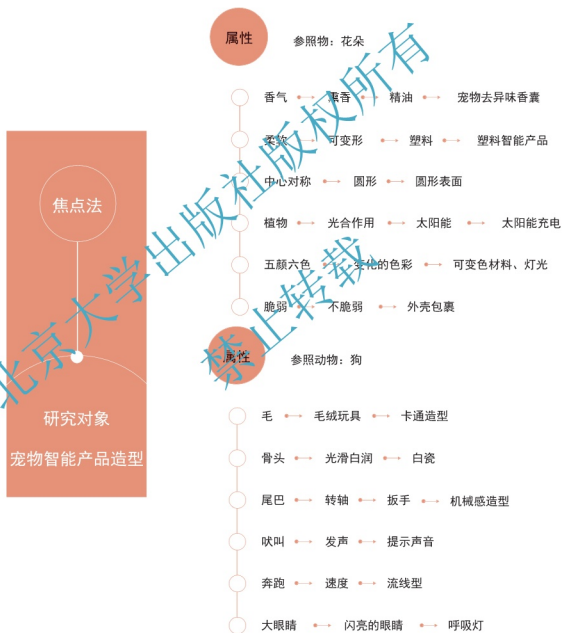 焦点法
研究对象
宠物智能产品造型
属性 参照物：花朵
香气 熏香 精油 宠物去异味香囊
柔软 可变形 塑料 塑料智能产品
中心对称 圆形 圆形表面
植物 光合作用 太阳能 太阳能充电
五颜六色 变化的色彩 可变色材料、灯光
脆弱 不脆弱 外壳包裹
属性 参照动物：狗
毛 毛绒玩具 卡通造型
骨头 光滑白润 白瓷
尾巴 转轴 扳手 机械感造型
吠叫 发声 提示声音
奔跑 速度 流线型
大眼睛 闪亮的眼睛 呼吸灯
北京大学出版社版权所有
禁止转载